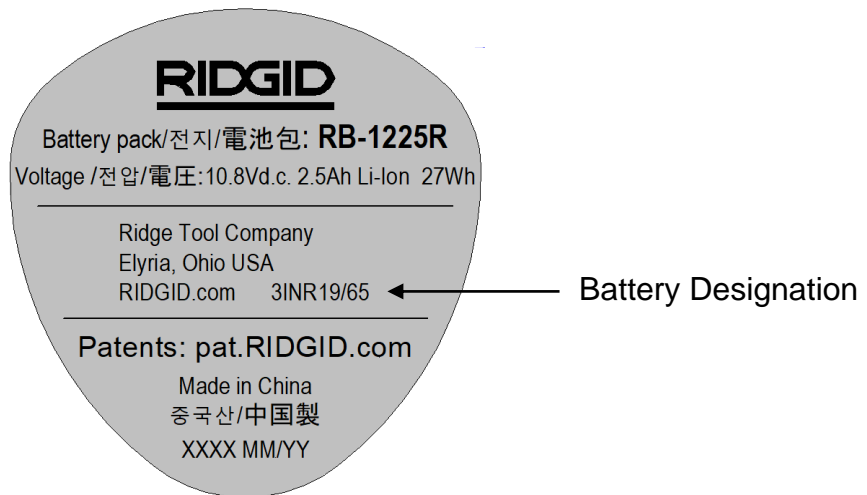 RIDGID
Battery pack/전지/電池包: RB-1225R
Voltage /전압/電圧:10.8Vd.c. 2.5Ah Li-Ion 27Wh
Ridge Tool Company
Elyria, Ohio USA
RIDGID.com 3INR19/65
Battery Designation
Patents: pat.RIDGID.com
Made in China
중국산/中国製
XXXX MM/YY